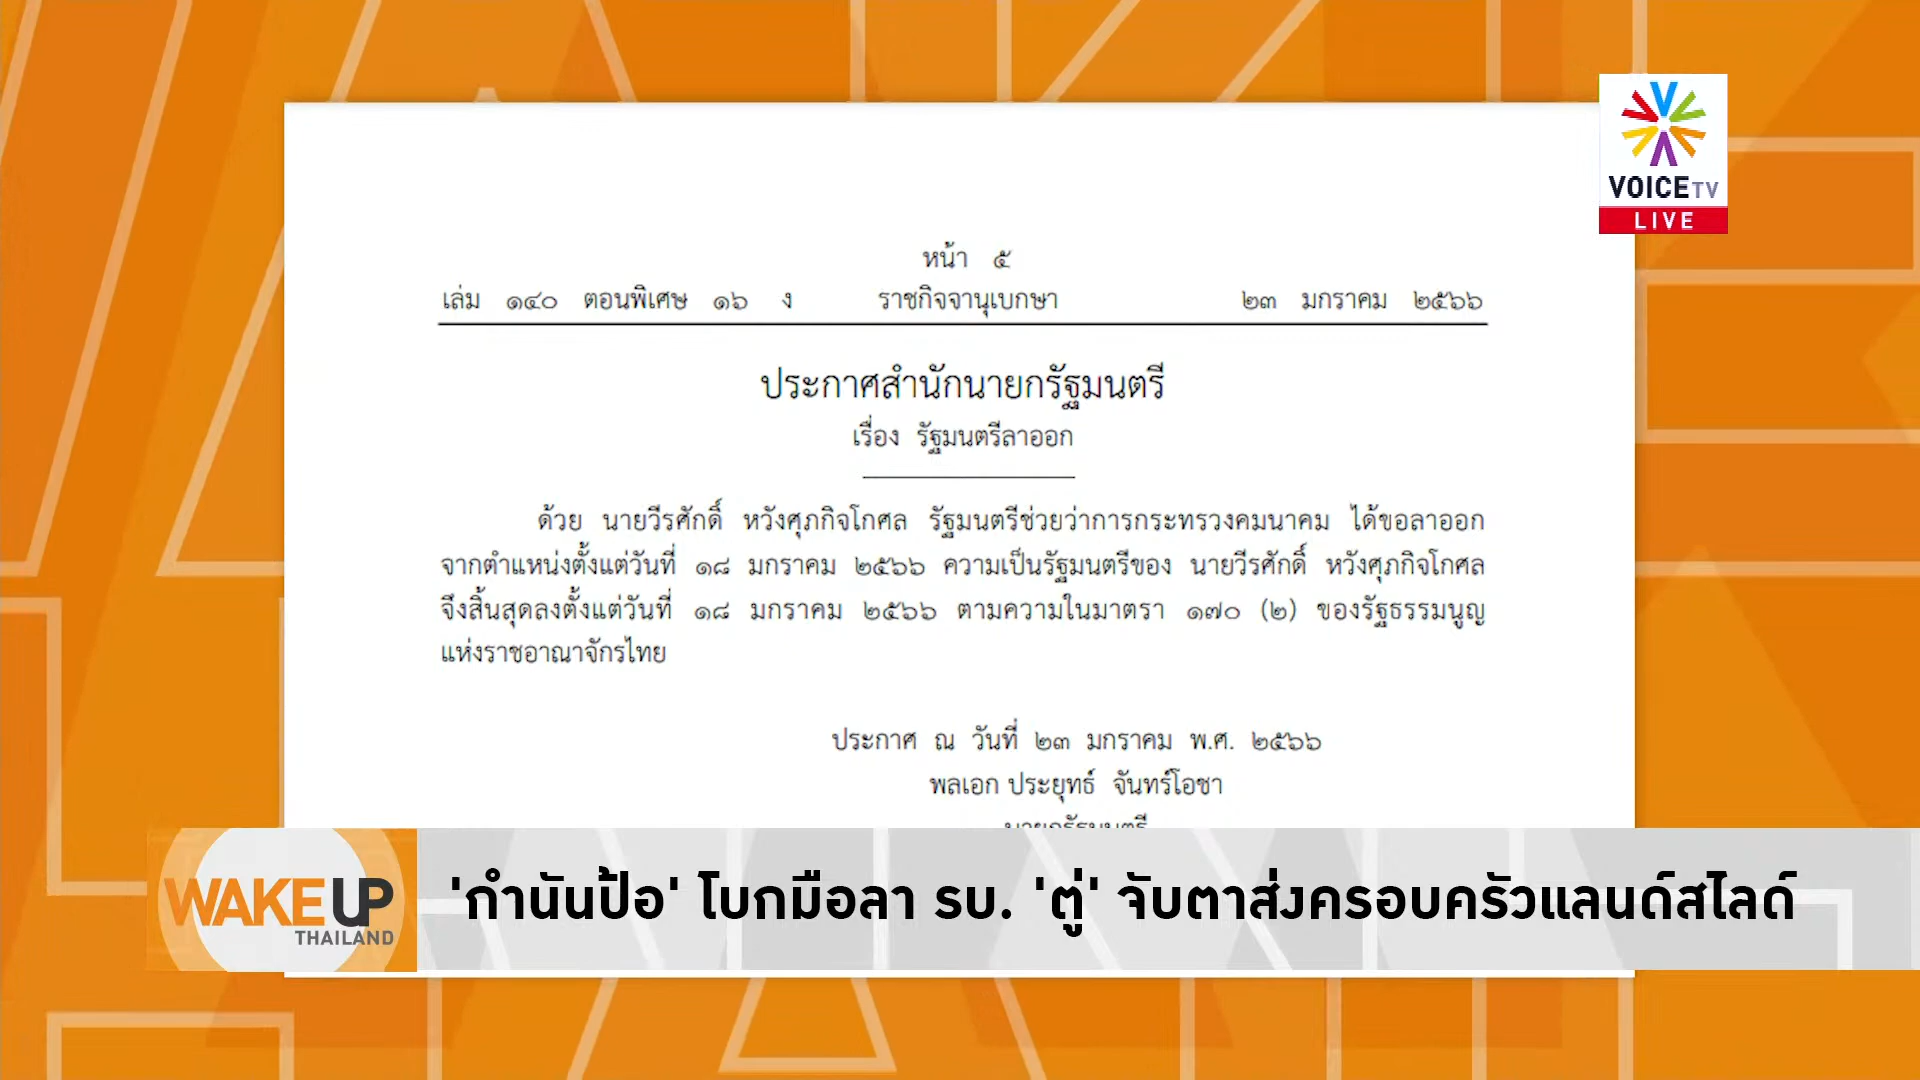 VOICE TV
LIVE
หน้า ๕
เล่ม ๑๔๐ ตอนพิเศษ ๑๖ ง ราชกิจจานุเบกษา ๒๓ มกราคม ๒๕๖๖
ประกาศสำนักนายกรัฐมนตรี
เรื่อง รัฐมนตรีลาออก
ด้วย นายวีรศักดิ์ หวังศุภกิจโกศล รัฐมนตรีช่วยว่าการกระทรวงคมนาคม ได้ขอลาออก
จากตำแหน่งตั้งแต่วันที่ ๑๘ มกราคม ๒๕๖๖ ความเป็นรัฐมนตรีของ นายวีรศักดิ์ หวังศุภกิจโกศล
จึงสิ้นสุดลงตั้งแต่วันที่ ๑๘ มกราคม ๒๕๖๖ ตามความในมาตรา ๑๗๐ (๒) ของรัฐธรรมนูญ
แห่งราชอาณาจักรไทย
ประกาศ ณ วันที่ ๒๓ มกราคม พ.ศ. ๒๕๖๖
พลเอก ประยุทธ์ จันทร์โอชา
นายกรัฐมนตรี
WAKE UP
THAILAND
'กำนันป้อ' โบกมือลา รบ. 'ตู่' จับตาส่งครอบครัวแลนด์สไลด์